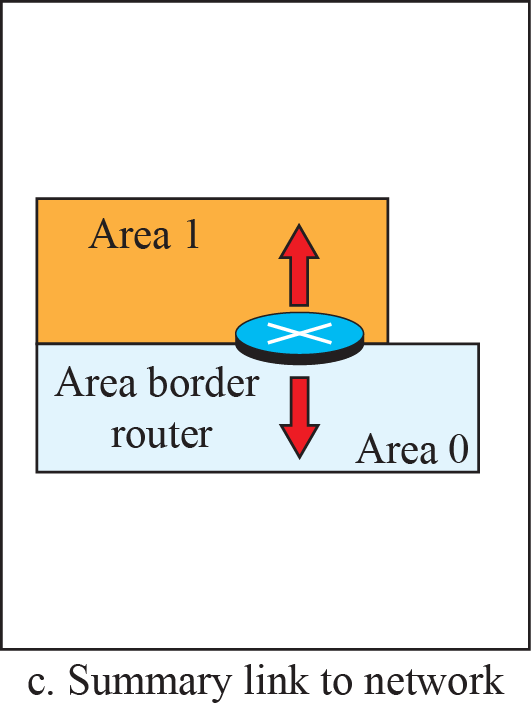 Area 1
Area border
router
Area 0
c. Summary link to network